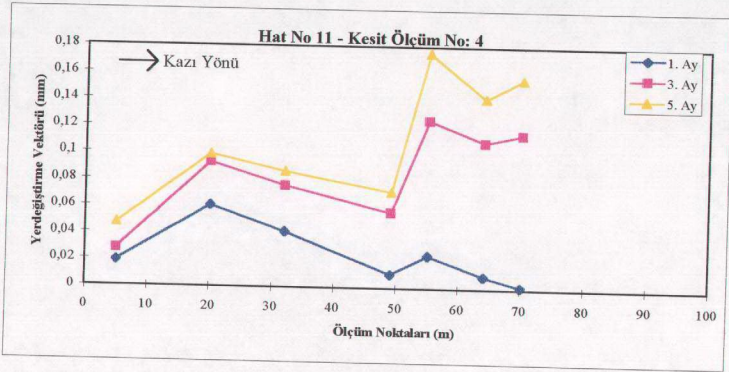 Hat No 11 - Kesit Ölçüm No: 4
Kazı Yönü
Yerdeğiştirme Vektörü (mm)
0,18
0,16
0,14
0,12
0,1
0,08
0,06
0,04
0,02
0
0 10 20 30 40 50 60 70 80 90 100
Ölçüm Noktaları (m)
1. Ay
3. Ay
5. Ay